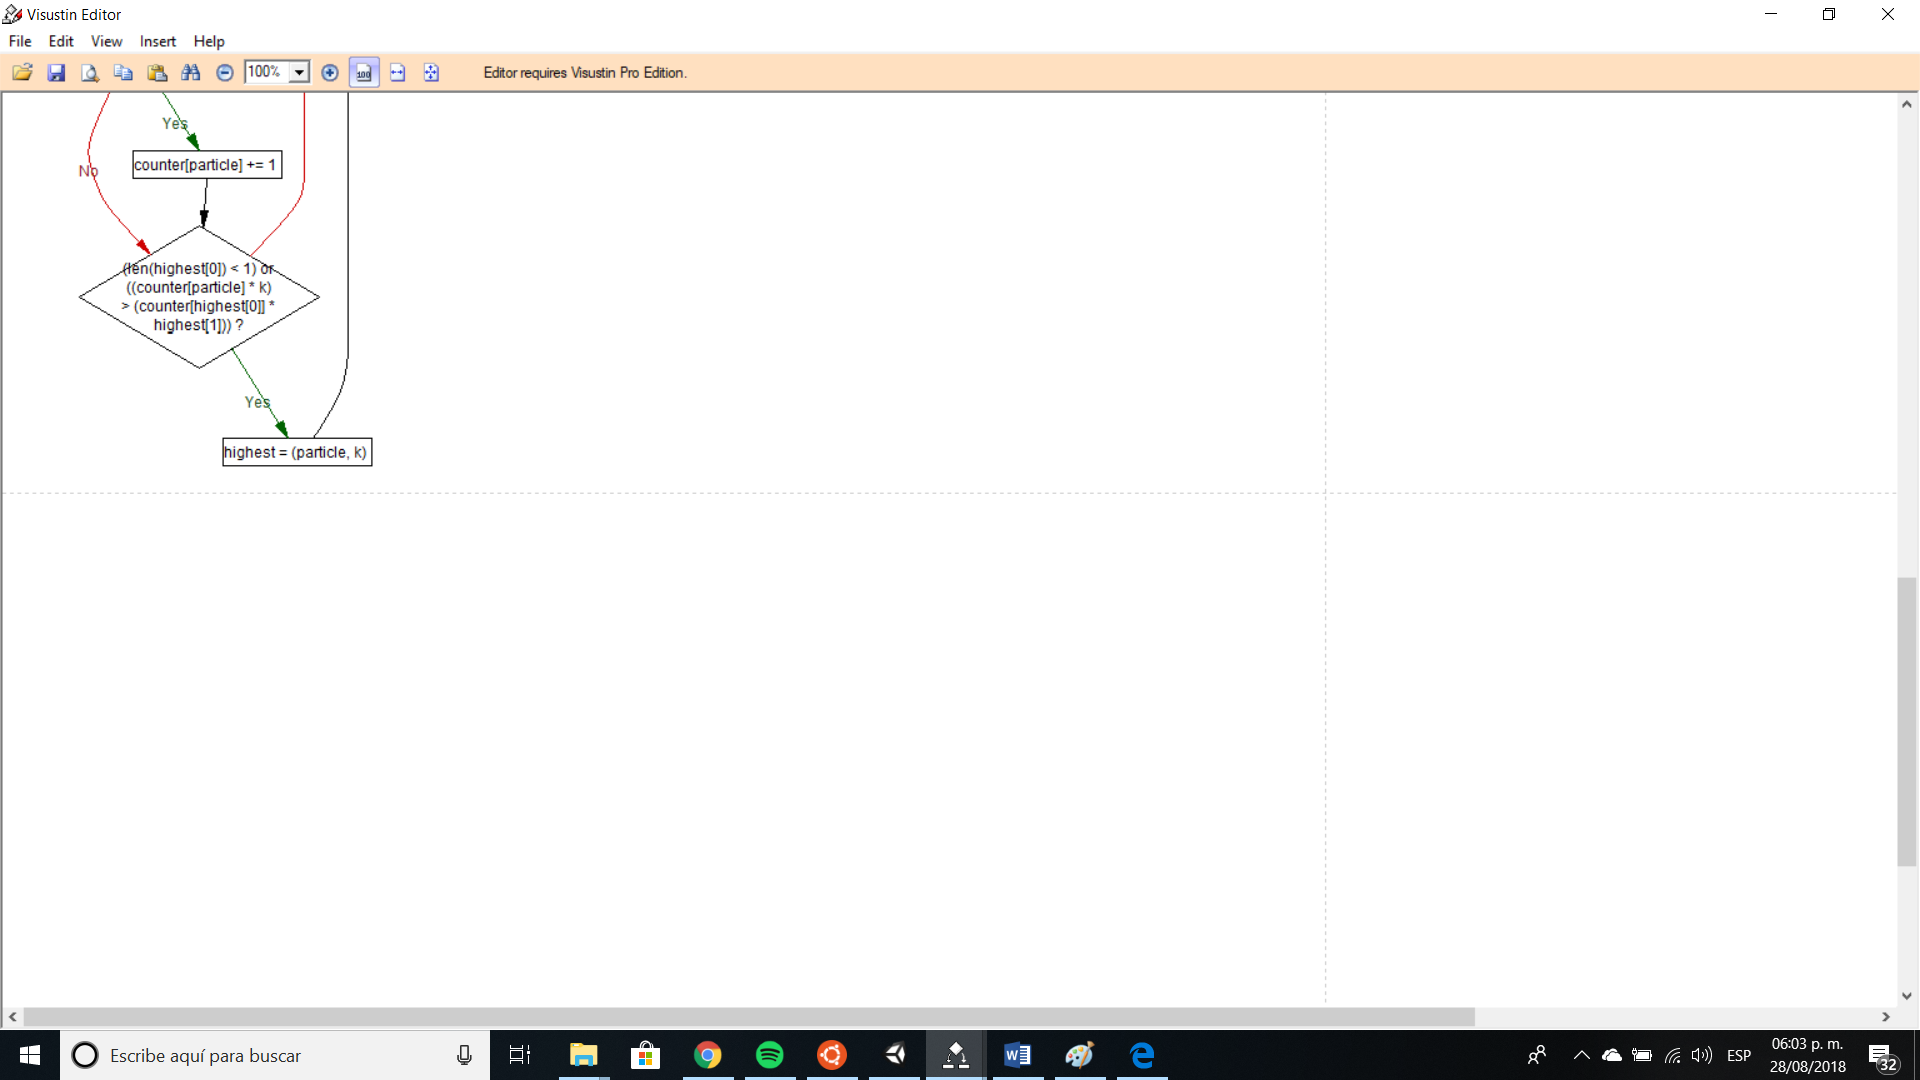 Visustin Editor
File Edit View Insert Help
100%
100
Editor requires Visustin Pro Edition.
Yes
No
counter[particle] += 1
(len(highest[0]) < 1) or
((counter[particle] * k)
> (counter[highest[0]] *
highest[1])) ?
Yes
highest = (particle, k)
Escribe aquí para buscar
ESP
06:03 p. m.
28/08/2018
32